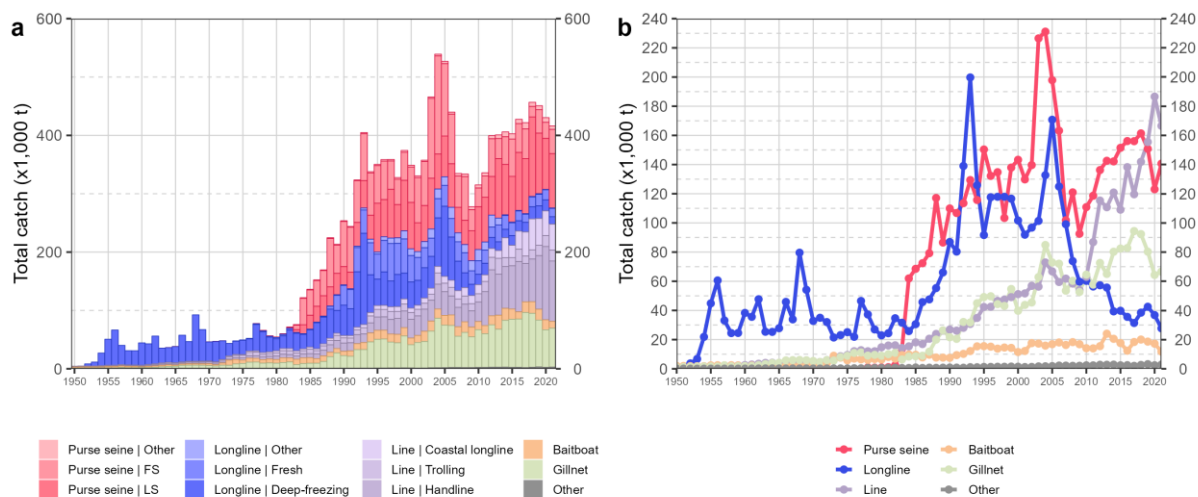 a
Total catch (x1,000 t)
600
400
200
0
600
400
200
0
1950 1955 1960 1965 1970 1975 1980 1985 1990 1995 2000 2005 2010 2015 2020
Purse seine | Other
Purse seine | FS
Purse seine | LS
Longline | Other
Longline | Fresh
Longline | Deep-freezing
Line | Coastal longline
Line | Trolling
Line | Handline
Baitboat
Gillnet
Other
b
Total catch (x1,000 t)
240
220
200
180
160
140
120
100
80
60
40
20
0
240
220
200
180
160
140
120
100
80
60
40
20
0
1950 1955 1960 1965 1970 1975 1980 1985 1990 1995 2000 2005 2010 2015 2020
Purse seine
Longline
Line
Baitboat
Gillnet
Other